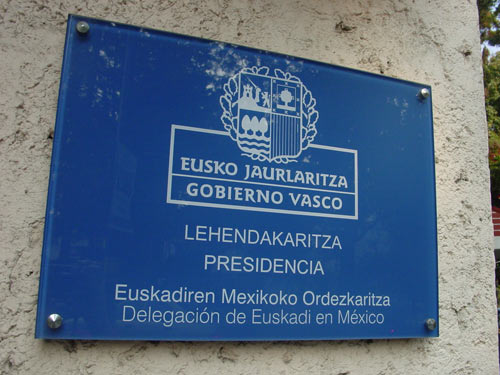 EUSKO JAURLARITZA
GOBIERNO VASCO
LEHENDAKARITZA
PRESIDENCIA
Euskadiren Mexikoko Ordezkaritza
Delegación de Euskadi en México